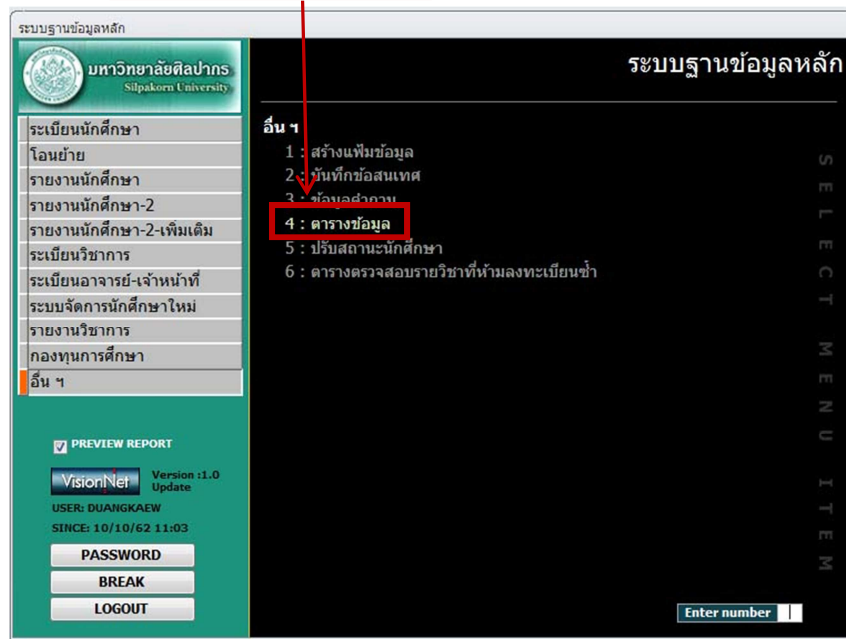 ระบบฐานข้อมูลหลัก
มหาวิทยาลัยศิลปากร
Silpakorn University
ระบบฐานข้อมูลหลัก
ระเบียนนักศึกษา
โอนย้าย
รายงานนักศึกษา
รายงานนักศึกษา-2
รายงานนักศึกษา-2-เพิ่มเติม
ระเบียนวิชาการ
ระเบียนอาจารย์-เจ้าหน้าที่
ระบบจัดการนักศึกษาใหม่
รายงานวิชาการ
กองทุนการศึกษา
อื่น ๆ
อื่น ๆ
1 : สร้างแฟ้มข้อมูล
2 : บันทึกข้อสนเทศ
3 : ข้อมูลคำถาม
4 : ตารางข้อมูล
5 : ปรับสถานะนักศึกษา
6 : ตารางตรวจสอบรายวิชาที่ห้ามลงทะเบียนซ้ำ
SELECT MENU ITEM
PREVIEW REPORT
VisionNet
Version :1.0
Update
USER: DUANGKAEW
SINCE: 10/10/62 11:03
PASSWORD
BREAK
LOGOUT
Enter number